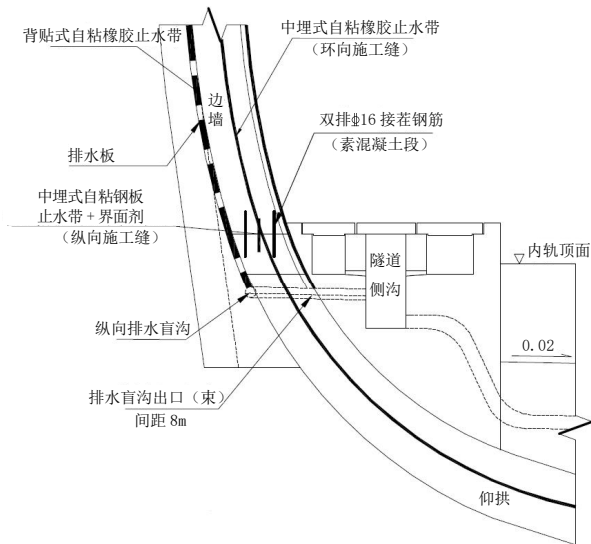 背贴式自粘橡胶止水带
中埋式自粘橡胶止水带
（环向施工缝）
边墙
双排ϕ16 接茬钢筋
（素混凝土段）
排水板
中埋式自粘钢板
止水带 + 界面剂
（纵向施工缝）
隧道
侧沟
内轨顶面
纵向排水盲沟
0.02
排水盲沟出口（束）
间距 8m
仰拱